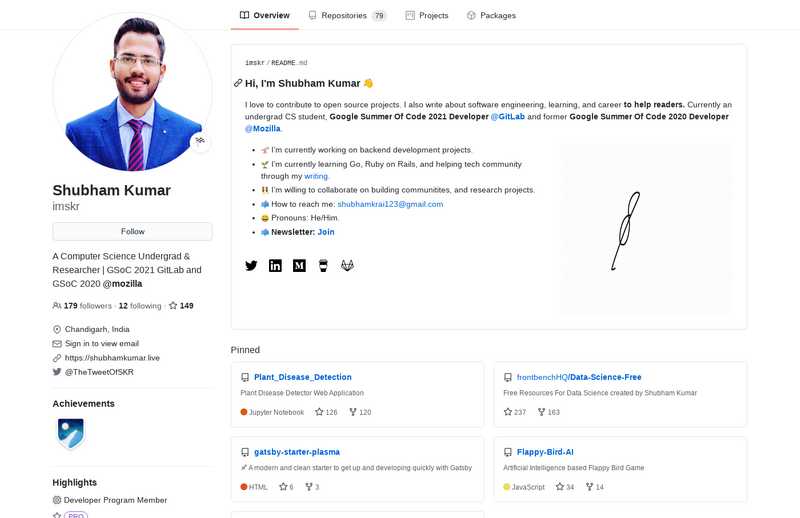 Overview
Repositories 79
Projects
Packages
Shubham Kumar
imskr
Follow
A Computer Science Undergrad &
Researcher | GSoC 2021 GitLab and
GSoC 2020 @mozilla
179 followers · 12 following · 149
Chandigarh, India
Sign in to view email
https://shubhamkumar.live
@TheTweetOfSKR
Achievements
Highlights
Developer Program Member
PRO
imskr / README.md
Hi, I'm Shubham Kumar 👋
I love to contribute to open source projects. I also write about software engineering, learning, and career to help readers. Currently an
undergrad CS student, Google Summer Of Code 2021 Developer @GitLab and former Google Summer Of Code 2020 Developer
@Mozilla.
I'm currently working on backend development projects.
🌱 I'm currently learning Go, Ruby on Rails, and helping tech community
through my writing.
I'm willing to collaborate on building communitites, and research projects.
How to reach me: shubhamkrai123@gmail.com
😄 Pronouns: He/Him.
Newsletter: Join
Pinned
Plant_Disease_Detection
Plant Disease Detector Web Application
Jupyter Notebook 126 120
frontbenchHQ/Data-Science-Free
Free Resources For Data Science created by Shubham Kumar
237 163
gatsby-starter-plasma
A modern and clean starter to get up and developing quickly with Gatsby
HTML 6 3
Flappy-Bird-AI
Artificial Intelligence based Flappy Bird Game
JavaScript 34 14